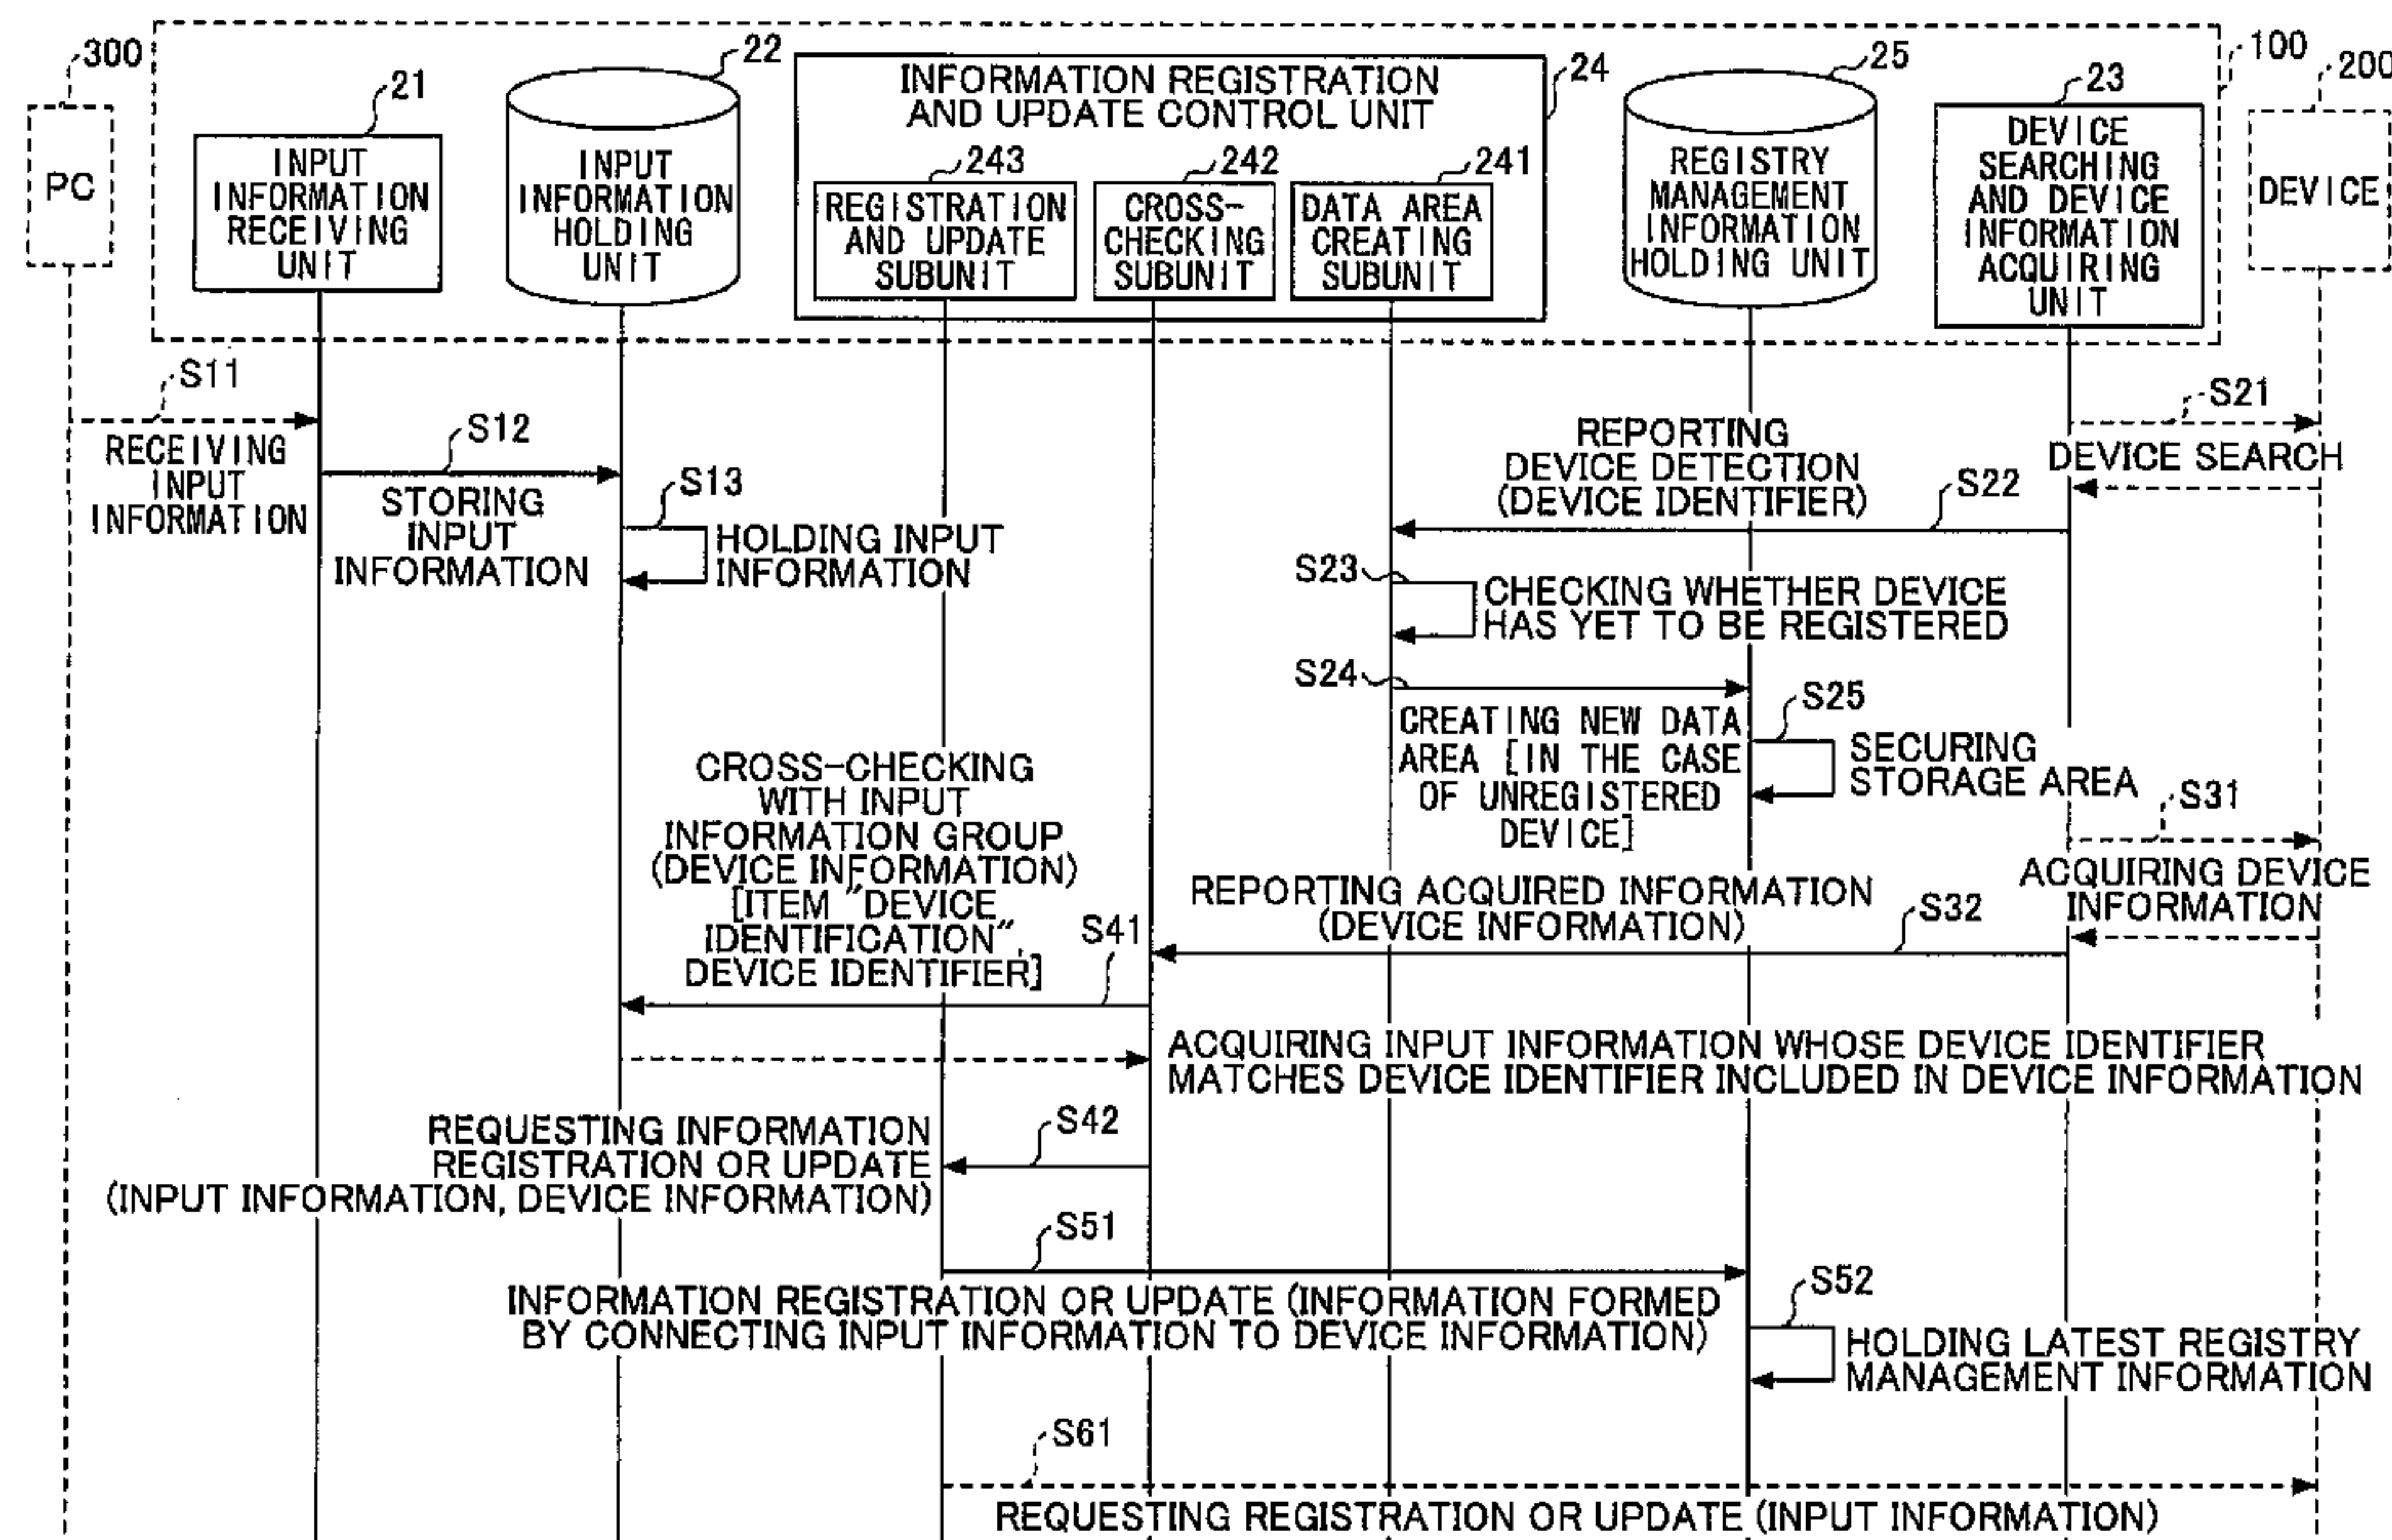 300
PC
21
INPUT
INFORMATION
RECEIVING
UNIT
22
INPUT
INFORMATION
HOLDING
UNIT
INFORMATION REGISTRATION
AND UPDATE CONTROL UNIT
24
243
REGISTRATION
AND UPDATE
SUBUNIT
242
CROSS-
CHECKING
SUBUNIT
241
DATA AREA
CREATING
SUBUNIT
25
REGISTRY
MANAGEMENT
INFORMATION
HOLDING UNIT
23
DEVICE
SEARCHING
AND DEVICE
INFORMATION
ACQUIRING
UNIT
100
200
DEVICE
S11
RECEIVING
INPUT
INFORMATION
S12
STORING
INPUT
INFORMATION
S13
HOLDING INPUT
INFORMATION
S21
DEVICE SEARCH
REPORTING
DEVICE DETECTION
(DEVICE IDENTIFIER)
S22
S23
CHECKING WHETHER DEVICE
HAS YET TO BE REGISTERED
S24
CREATING NEW DATA
AREA [IN THE CASE
OF UNREGISTERED
DEVICE]
S25
SECURING
STORAGE AREA
S31
ACQUIRING DEVICE
INFORMATION
REPORTING ACQUIRED INFORMATION
(DEVICE INFORMATION)
S32
CROSS-CHECKING
WITH INPUT
INFORMATION GROUP
(DEVICE INFORMATION)
[ITEM "DEVICE
IDENTIFICATION",
DEVICE IDENTIFIER]
S41
ACQUIRING INPUT INFORMATION WHOSE DEVICE IDENTIFIER
MATCHES DEVICE IDENTIFIER INCLUDED IN DEVICE INFORMATION
S42
REQUESTING INFORMATION
REGISTRATION OR UPDATE
(INPUT INFORMATION, DEVICE INFORMATION)
S51
INFORMATION REGISTRATION OR UPDATE (INFORMATION FORMED
BY CONNECTING INPUT INFORMATION TO DEVICE INFORMATION)
S52
HOLDING LATEST REGISTRY
MANAGEMENT INFORMATION
S61
REQUESTING REGISTRATION OR UPDATE (INPUT INFORMATION)